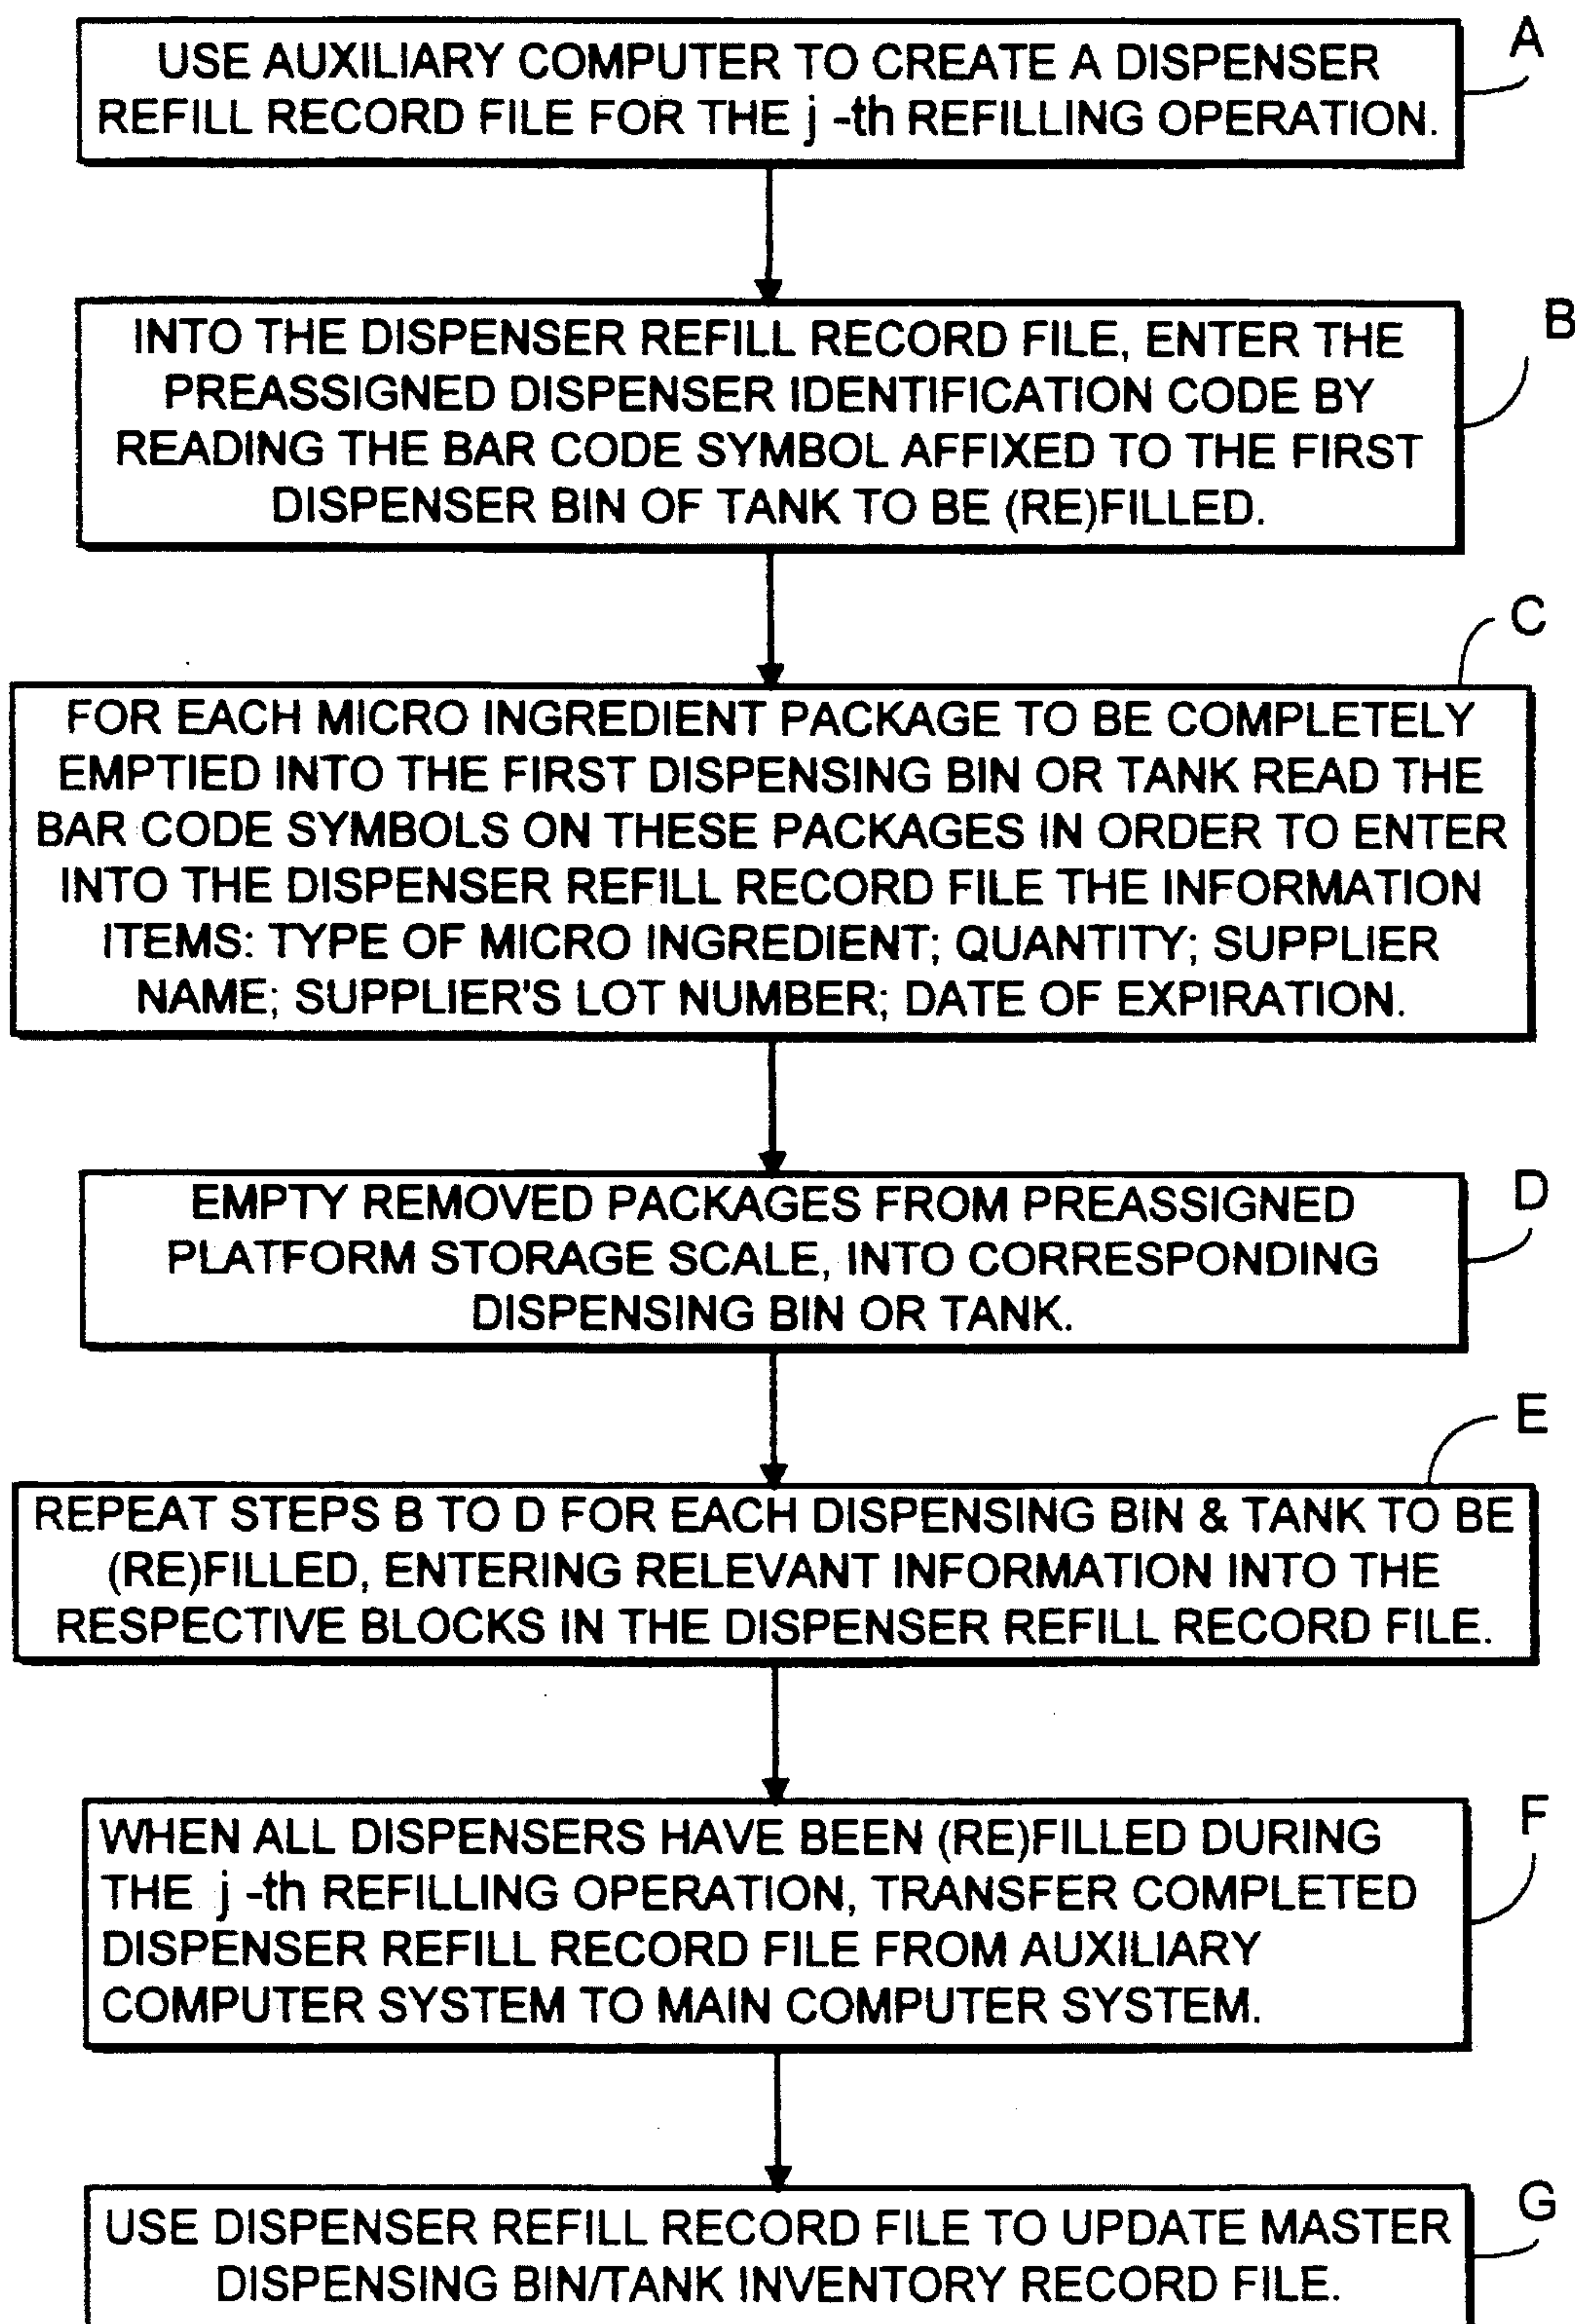 A
USE AUXILIARY COMPUTER TO CREATE A DISPENSER
REFILL RECORD FILE FOR THE j -th REFILLING OPERATION.
B
INTO THE DISPENSER REFILL RECORD FILE, ENTER THE
PREASSIGNED DISPENSER IDENTIFICATION CODE BY
READING THE BAR CODE SYMBOL AFFIXED TO THE FIRST
DISPENSER BIN OF TANK TO BE (RE)FILLED.
C
FOR EACH MICRO INGREDIENT PACKAGE TO BE COMPLETELY
EMPTIED INTO THE FIRST DISPENSING BIN OR TANK READ THE
BAR CODE SYMBOLS ON THESE PACKAGES IN ORDER TO ENTER
INTO THE DISPENSER REFILL RECORD FILE THE INFORMATION
ITEMS: TYPE OF MICRO INGREDIENT; QUANTITY; SUPPLIER
NAME; SUPPLIER'S LOT NUMBER; DATE OF EXPIRATION.
D
EMPTY REMOVED PACKAGES FROM PREASSIGNED
PLATFORM STORAGE SCALE, INTO CORRESPONDING
DISPENSING BIN OR TANK.
E
REPEAT STEPS B TO D FOR EACH DISPENSING BIN & TANK TO BE
(RE)FILLED, ENTERING RELEVANT INFORMATION INTO THE
RESPECTIVE BLOCKS IN THE DISPENSER REFILL RECORD FILE.
F
WHEN ALL DISPENSERS HAVE BEEN (RE)FILLED DURING
THE j -th REFILLING OPERATION, TRANSFER COMPLETED
DISPENSER REFILL RECORD FILE FROM AUXILIARY
COMPUTER SYSTEM TO MAIN COMPUTER SYSTEM.
G
USE DISPENSER REFILL RECORD FILE TO UPDATE MASTER
DISPENSING BIN/TANK INVENTORY RECORD FILE.